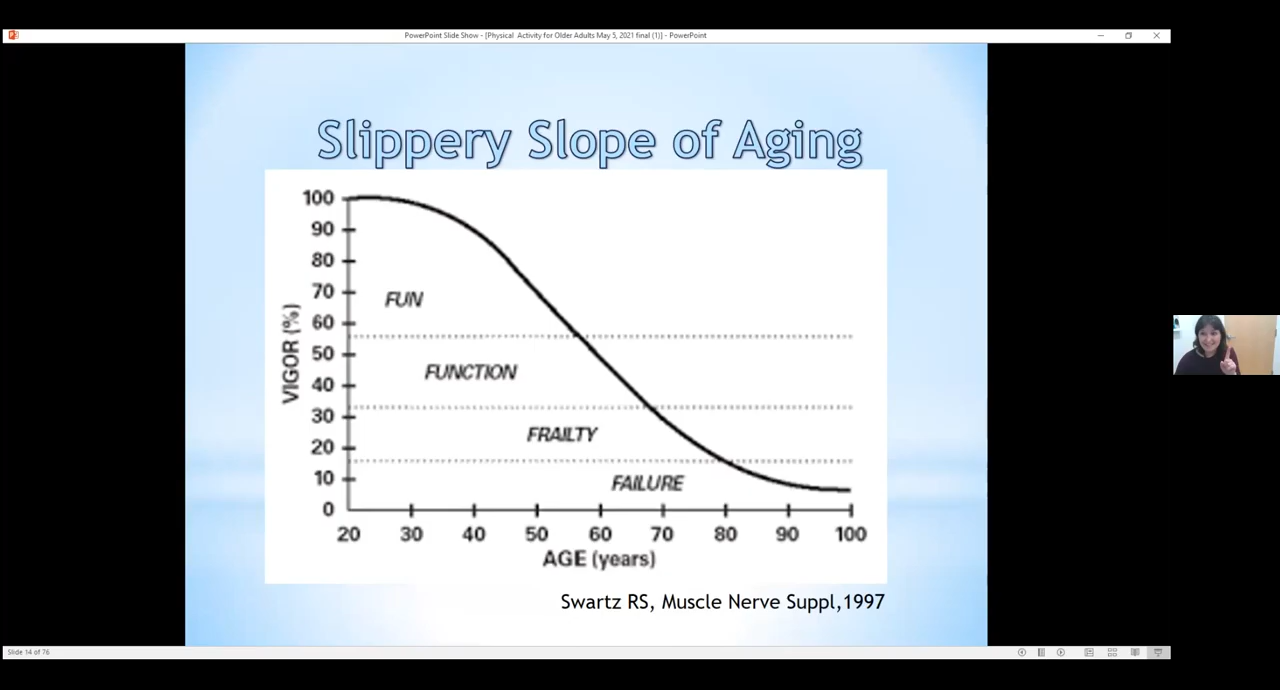 PowerPoint Slide Show - [Physical Activity for Older Adults May 5, 2021 final (1)] - PowerPoint
Slippery Slope of Aging
100
90
80
70
60
50
40
30
20
10
0
VIGOR (%)
FUN
FUNCTION
FRAILTY
FAILURE
20 30 40 50 60 70 80 90 100
AGE (years)
Swartz RS, Muscle Nerve Suppl,1997
Slide 14 of 76